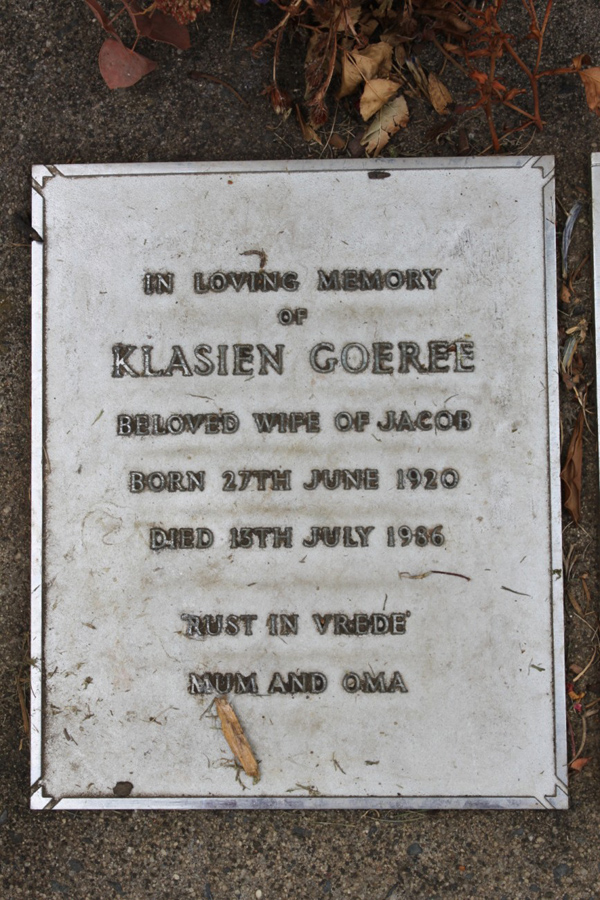 IN LOVING MEMORY
OF
KLASIEN GOEREE
BELOVED WIFE OF JACOB
BORN 27TH JUNE 1920
DIED 15TH JULY 1986
'RUST IN VREDE'
MUM AND OMA